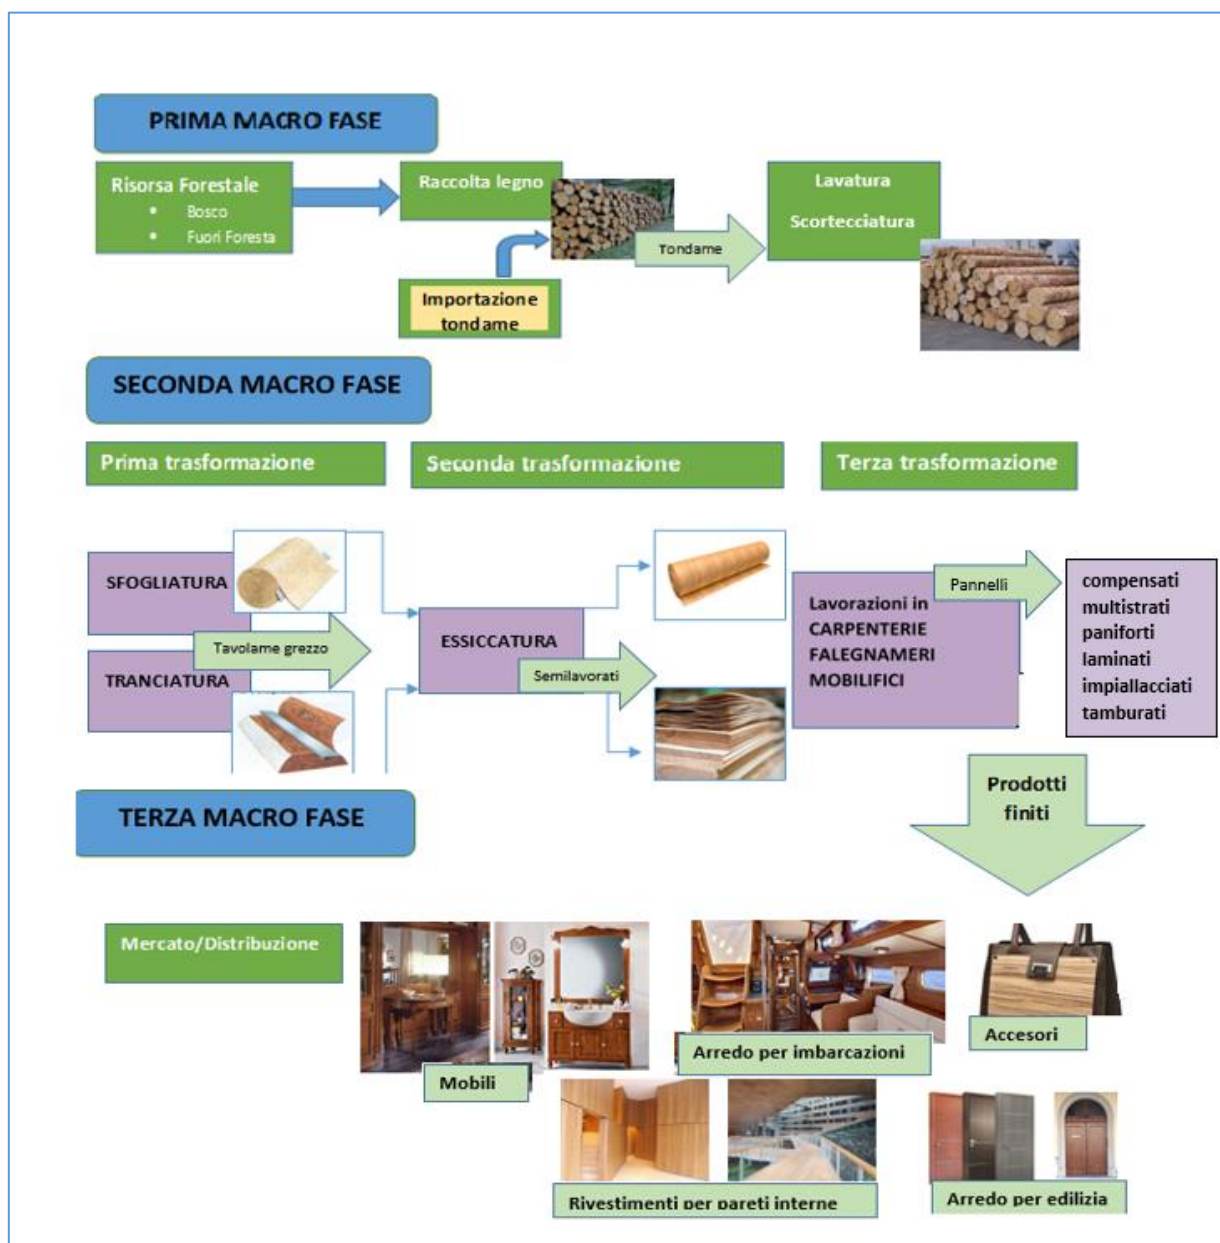 PRIMA MACRO FASE
Risorsa Forestale
• Bosco
• Fuori Foresta
Raccolta legno
Importazione
tondame
Tondame
Lavatura
Scortecciatura
SECONDA MACRO FASE
Prima trasformazione
Seconda trasformazione
Terza trasformazione
SFOGLIATURA
Tavolame grezzo
TRANCIATURA
ESSICCATURA
Semilavorati
Lavorazioni in
CARPENTERIE
FALEGNAMERI
MOBILIFICI
Pannelli
compensati
multistrati
paniforti
laminati
impiallacciati
tamburati
Prodotti
finiti
TERZA MACRO FASE
Mercato/Distribuzione
Mobili
Arredo per imbarcazioni
Accesori
Rivestimenti per pareti interne
Arredo per edilizia